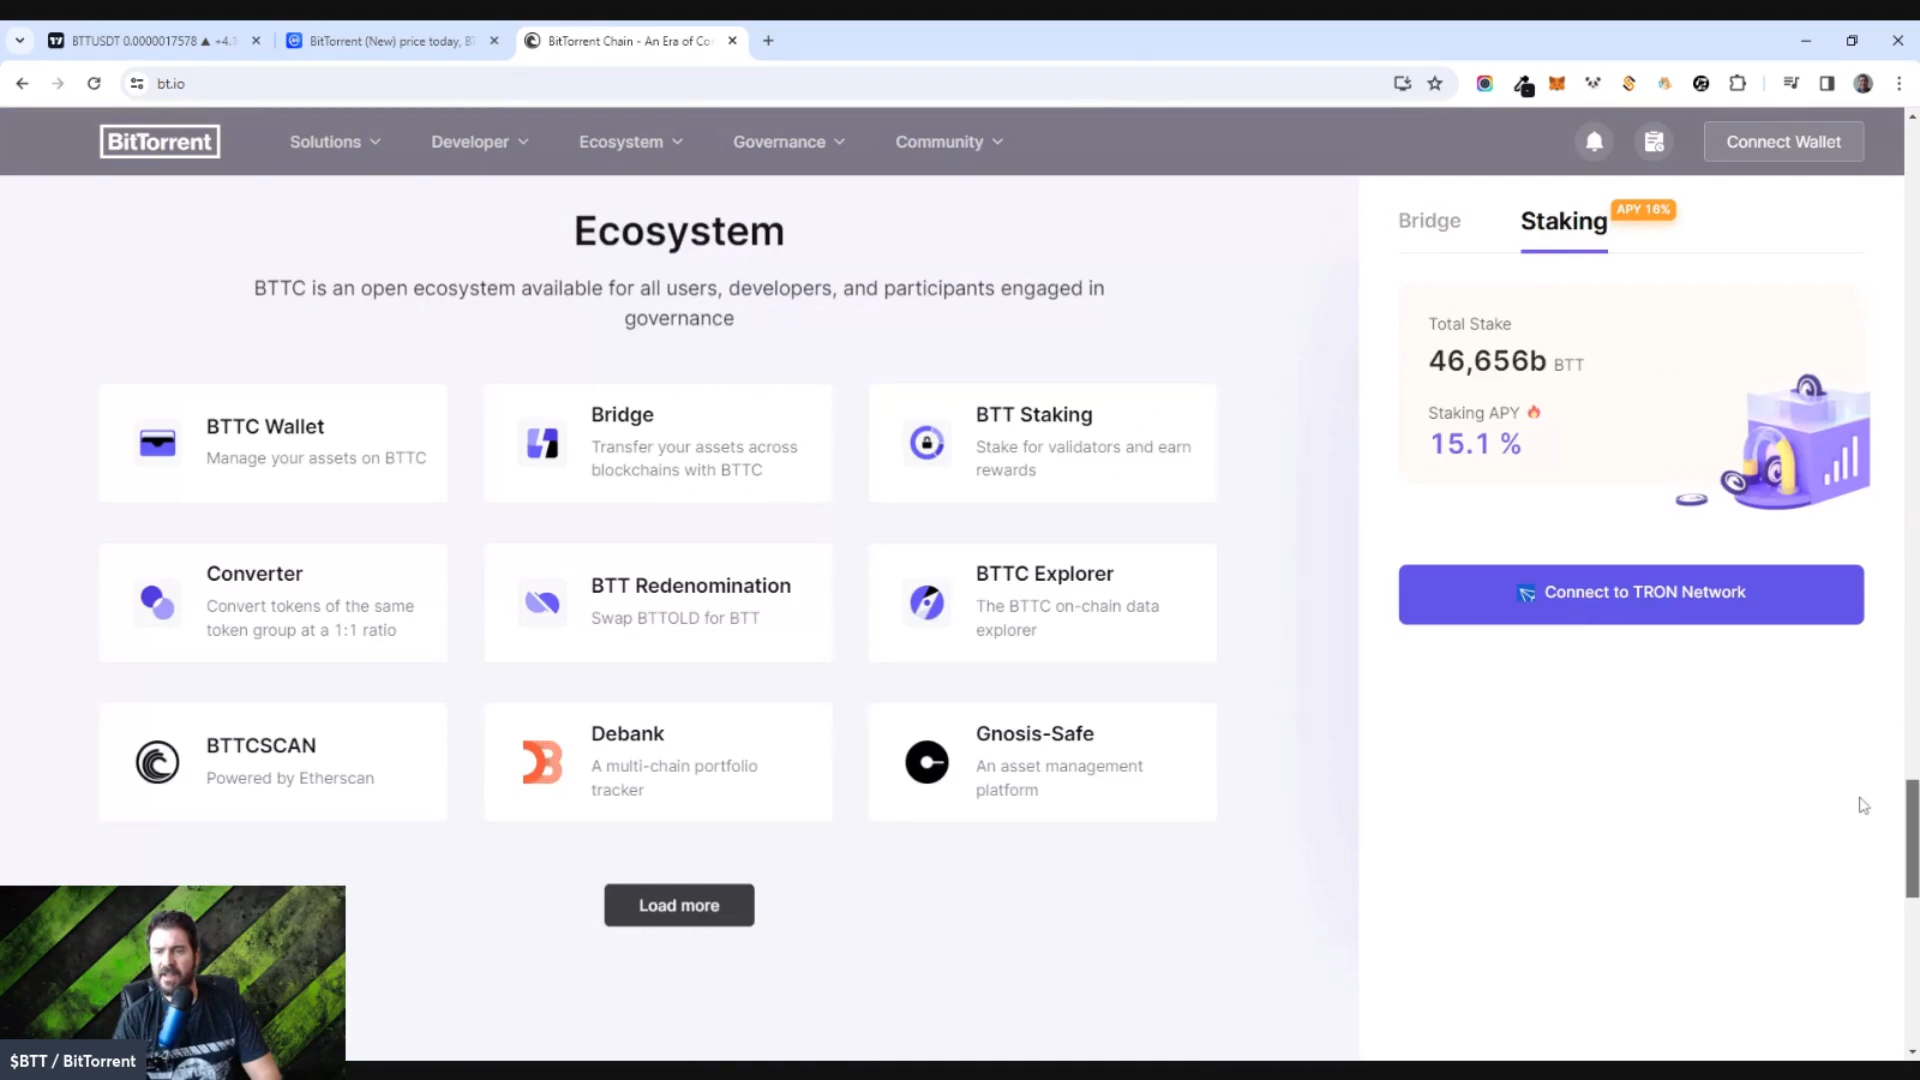 BTTUSDT 0.0000017578 ▲ +4.
BitTorrent (New) price today,
BitTorrent Chain - An Era of
bt.io
BitTorrent
Solutions
Developer
Ecosystem
Governance
Community
Connect Wallet
Ecosystem
BTTC is an open ecosystem available for all users, developers, and participants engaged in
governance
BTTC Wallet
Manage your assets on BTTC
Bridge
Transfer your assets across
blockchains with BTTC
BTT Staking
Stake for validators and earn
rewards
Converter
Convert tokens of the same
token group at a 1:1 ratio
BTT Redenomination
Swap BTTOLD for BTT
BTTC Explorer
The BTTC on-chain data
explorer
BTTCSCAN
Powered by Etherscan
Debank
A multi-chain portfolio
tracker
Gnosis-Safe
An asset management
platform
Load more
Bridge
Staking
APY 16%
Total Stake
46,656b BTT
Staking APY
15.1 %
Connect to TRON Network
$BTT / BitTorrent